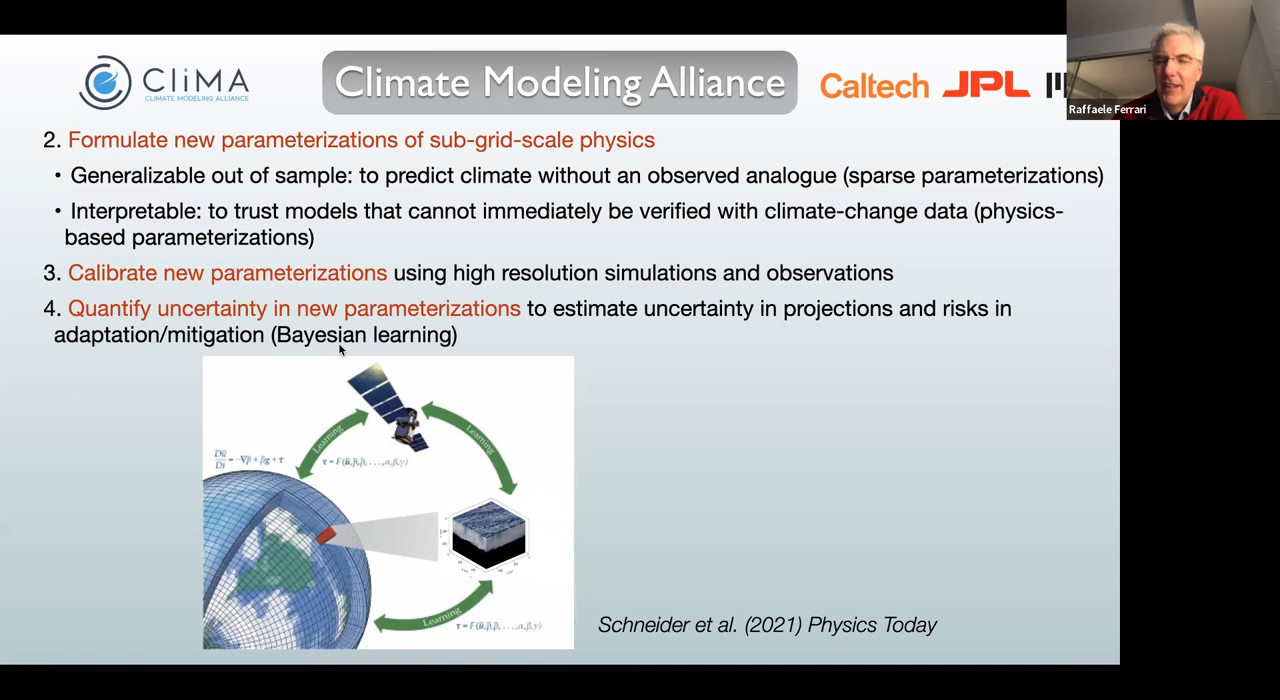 CLiMA
CLIMATE MODELING ALLIANCE
Climate Modeling Alliance
Caltech JPL
Raffaele Ferrari
2. Formulate new parameterizations of sub-grid-scale physics
• Generalizable out of sample: to predict climate without an observed analogue (sparse parameterizations)
• Interpretable: to trust models that cannot immediately be verified with climate-change data (physics-
based parameterizations)
3. Calibrate new parameterizations using high resolution simulations and observations
4. Quantify uncertainty in new parameterizations to estimate uncertainty in projections and risks in
adaptation/mitigation (Bayesian learning)
Learning
Learning
Learning
Schneider et al. (2021) Physics Today